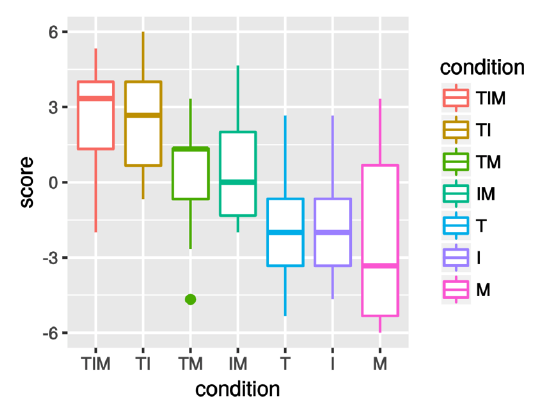 score
6
3
0
-3
-6
TIM TI TM IM T I M
condition
condition
TIM
TI
TM
IM
T
I
M